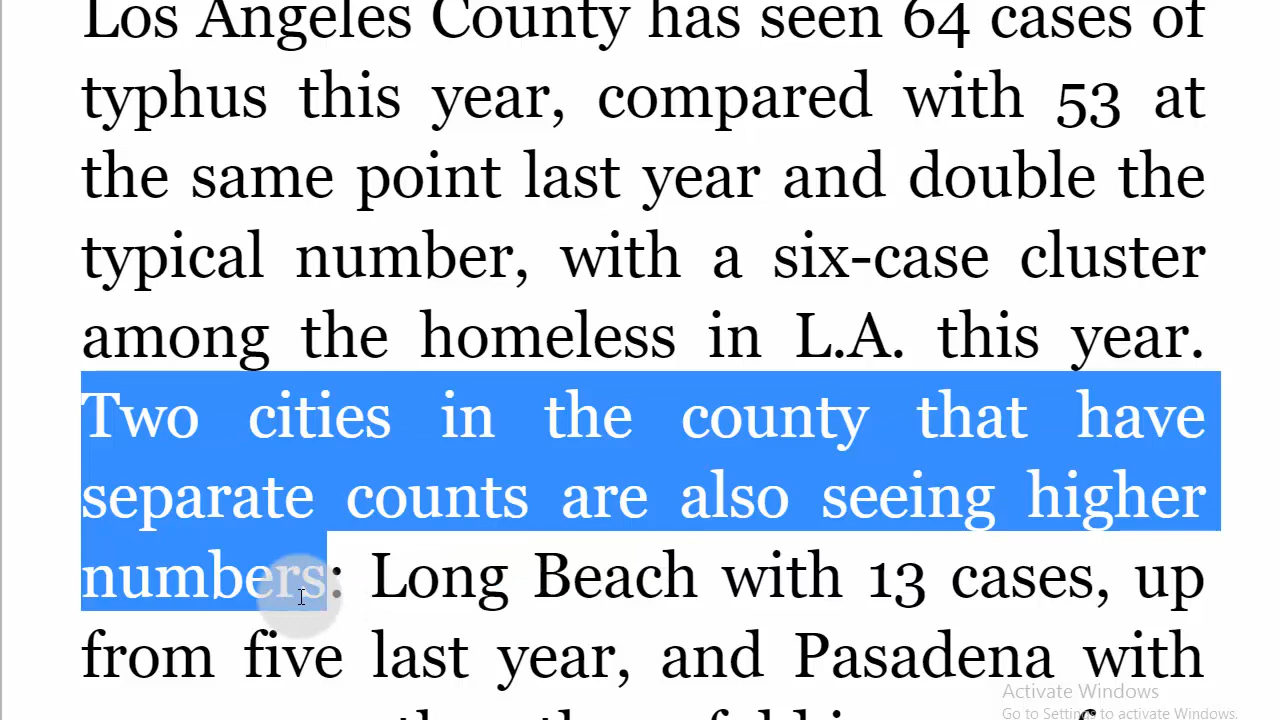 Los Angeles County has seen 64 cases of
typhus this year, compared with 53 at
the same point last year and double the
typical number, with a six-case cluster
among the homeless in L.A. this year.
Two cities in the county that have
separate counts are also seeing higher
numbers: Long Beach with 13 cases, up
from five last year, and Pasadena with
Activate Windows
Go to Settings to activate Windows.